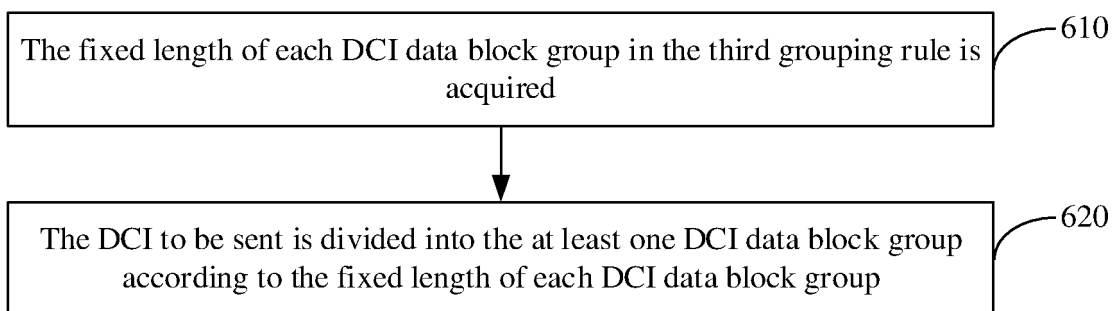 The fixed length of each DCI data block group in the third grouping rule is
acquired
610
The DCI to be sent is divided into the at least one DCI data block group
according to the fixed length of each DCI data block group
620